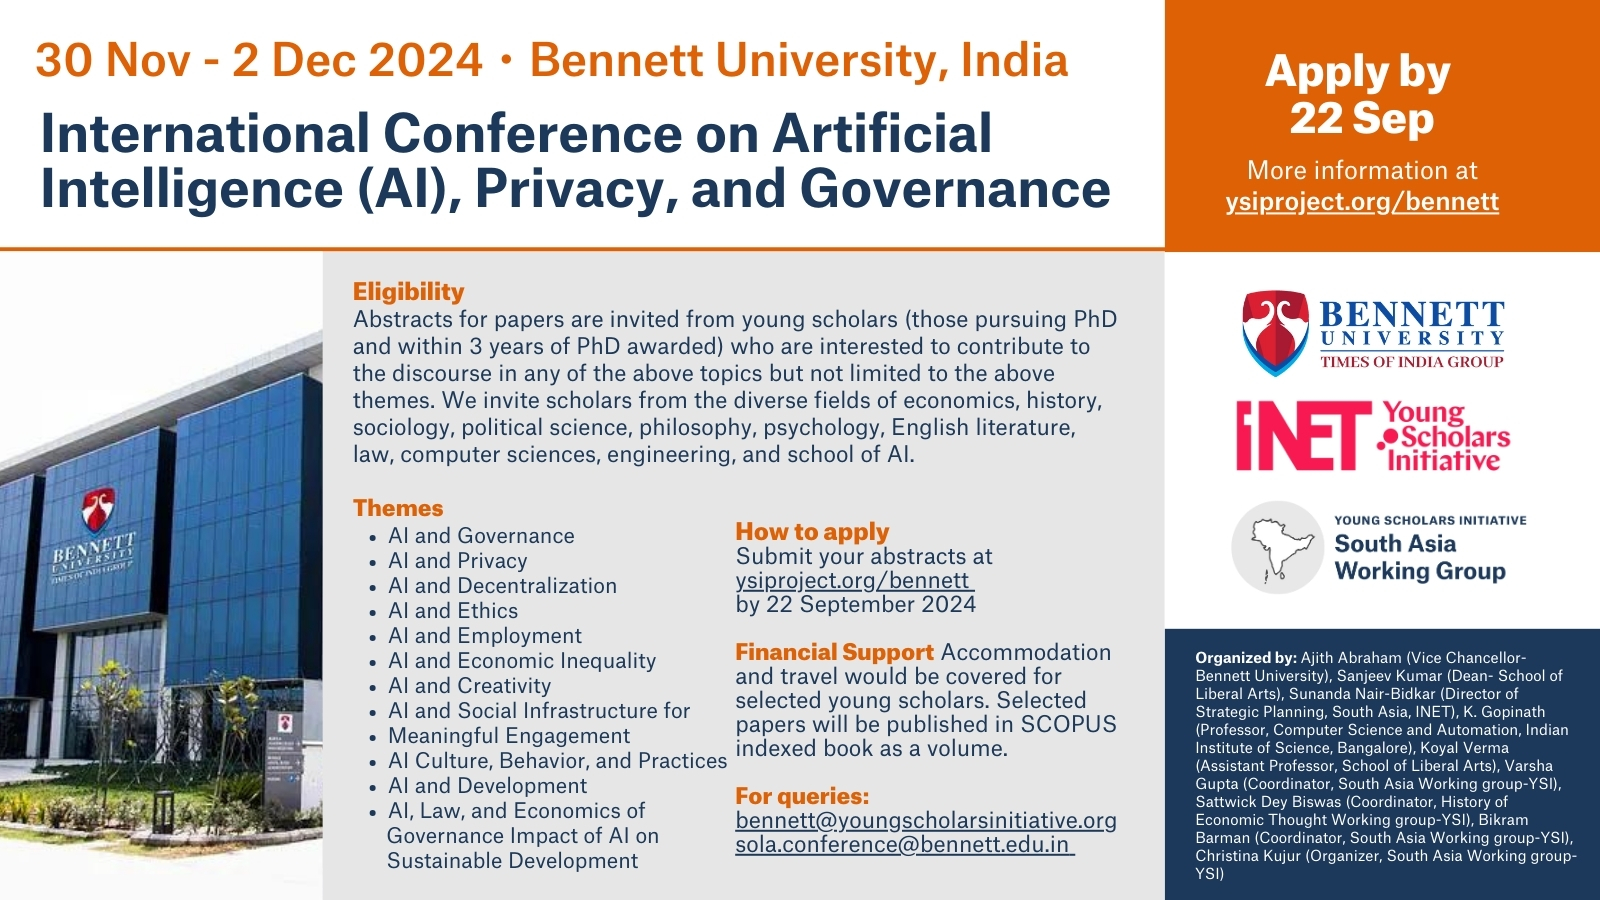 30 Nov - 2 Dec 2024 • Bennett University, India
International Conference on Artificial
Intelligence (AI), Privacy, and Governance
Apply by
22 Sep
More information at
ysiproject.org/bennett
BENNETT
UNIVERSITY
TIMES OF INDIA GROUP
Eligibility
Abstracts for papers are invited from young scholars (those pursuing PhD
and within 3 years of PhD awarded) who are interested to contribute to
the discourse in any of the above topics but not limited to the above
themes. We invite scholars from the diverse fields of economics, history,
sociology, political science, philosophy, psychology, English literature,
law, computer sciences, engineering, and school of AI.
Themes
• AI and Governance
• AI and Privacy
• AI and Decentralization
• AI and Ethics
• AI and Employment
• AI and Economic Inequality
• AI and Creativity
• AI and Social Infrastructure for
• Meaningful Engagement
• AI Culture, Behavior, and Practices
• AI and Development
• AI, Law, and Economics of
Governance Impact of AI on
Sustainable Development
How to apply
Submit your abstracts at
ysiproject.org/bennett
by 22 September 2024
Financial Support Accommodation
and travel would be covered for
selected young scholars. Selected
papers will be published in SCOPUS
indexed book as a volume.
For queries:
bennett@youngscholarsinitiative.org
sola.conference@bennett.edu.in
BENNETT
UNIVERSITY
TIMES OF INDIA GROUP
iNET Young
Scholars
Initiative
YOUNG SCHOLARS INITIATIVE
South Asia
Working Group
Organized by: Ajith Abraham (Vice Chancellor-
Bennett University), Sanjeev Kumar (Dean- School of
Liberal Arts), Sunanda Nair-Bidkar (Director of
Strategic Planning, South Asia, INET), K. Gopinath
(Professor, Computer Science and Automation, Indian
Institute of Science, Bangalore), Koyal Verma
(Assistant Professor, School of Liberal Arts), Varsha
Gupta (Coordinator, South Asia Working group-YSI),
Sattwick Dey Biswas (Coordinator, History of
Economic Thought Working group-YSI), Bikram
Barman (Coordinator, South Asia Working group-YSI),
Christina Kujur (Organizer, South Asia Working group-
YSI)